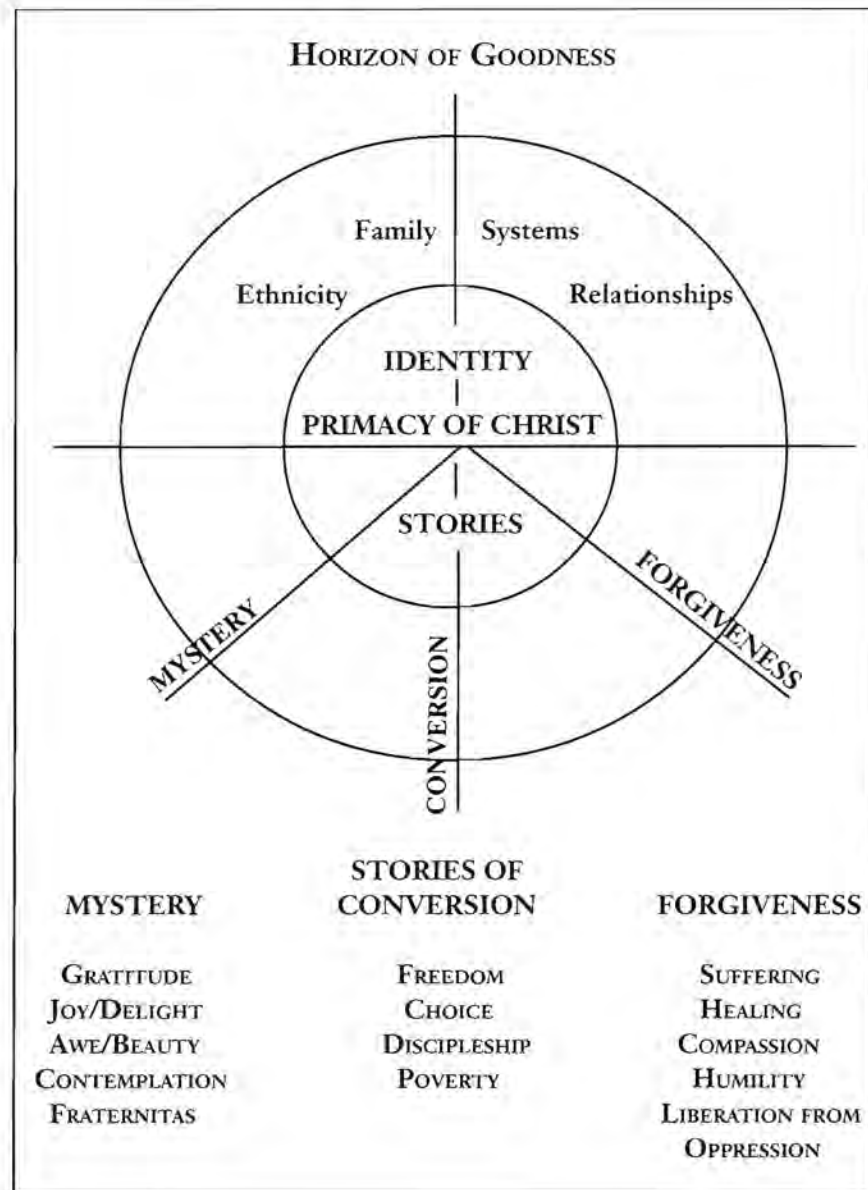 HORIZON OF GOODNESS
Family Systems
Ethnicity Relationships
IDENTITY
PRIMACY OF CHRIST
STORIES
MYSTERY
CONVERSION
FORGIVENESS
STORIES OF
MYSTERY CONVERSION FORGIVENESS
GRATITUDE FREEDOM SUFFERING
JOY/DELIGHT CHOICE HEALING
AWE/BEAUTY DISCIPLESHIP COMPASSION
CONTEMPLATION POVERTY HUMILITY
FRATERNITAS LIBERATION FROM
OPPRESSION